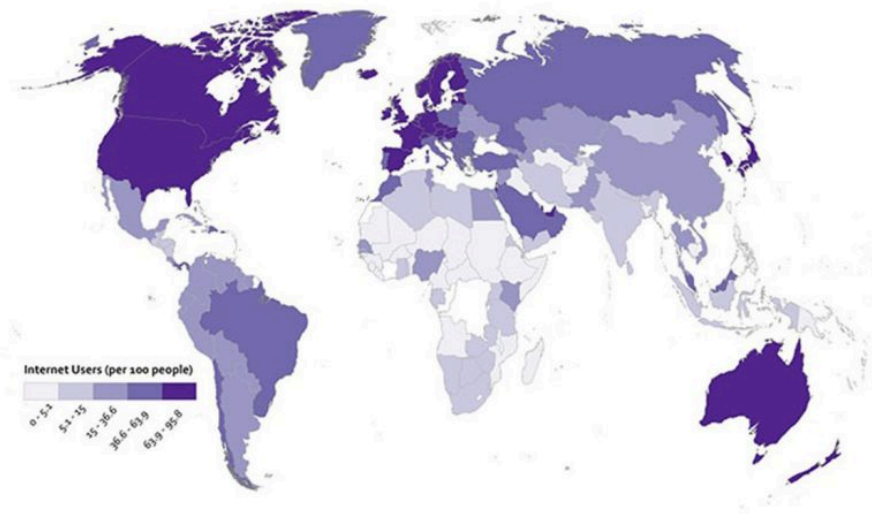 Internet Users (per 100 people)
0 - 5.1
5.1 - 15
15 - 36.6
36.6 - 63.9
63.9 - 95.8